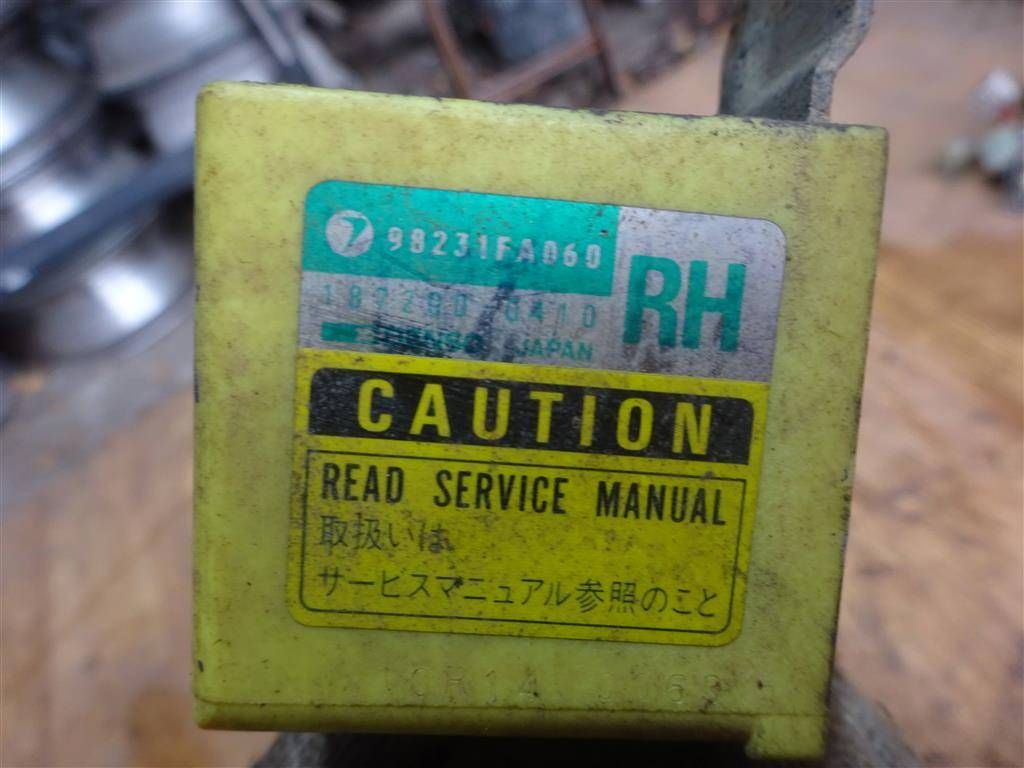 98231FA060
RH
JAPAN
CAUTION
READ SERVICE MANUAL
取扱いは、
サービスマニュアル参照のこと